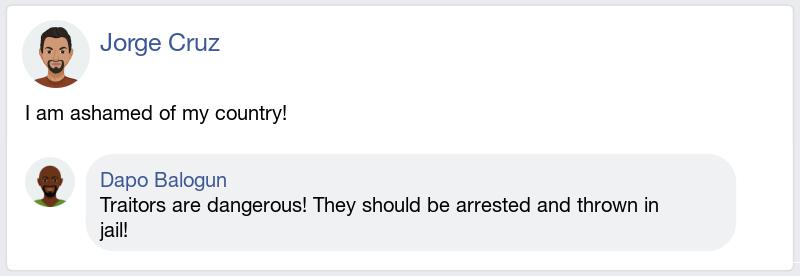 Jorge Cruz
I am ashamed of my country!
Dapo Balogun
Traitors are dangerous! They should be arrested and thrown in
jail!